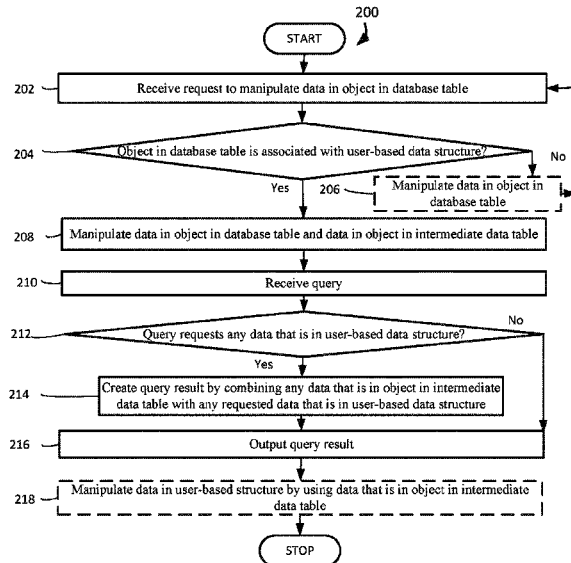 200
START
202
Receive request to manipulate data in object in database table
204
Object in database table is associated with user-based data structure?
No
Yes
206
Manipulate data in object in
database table
208
Manipulate data in object in database table and data in object in intermediate data table
210
Receive query
212
Query requests any data that is in user-based data structure?
No
Yes
214
Create query result by combining any data that is in object in intermediate
data table with any requested data that is in user-based data structure
216
Output query result
218
Manipulate data in user-based structure by using data that is in object in intermediate
data table
STOP